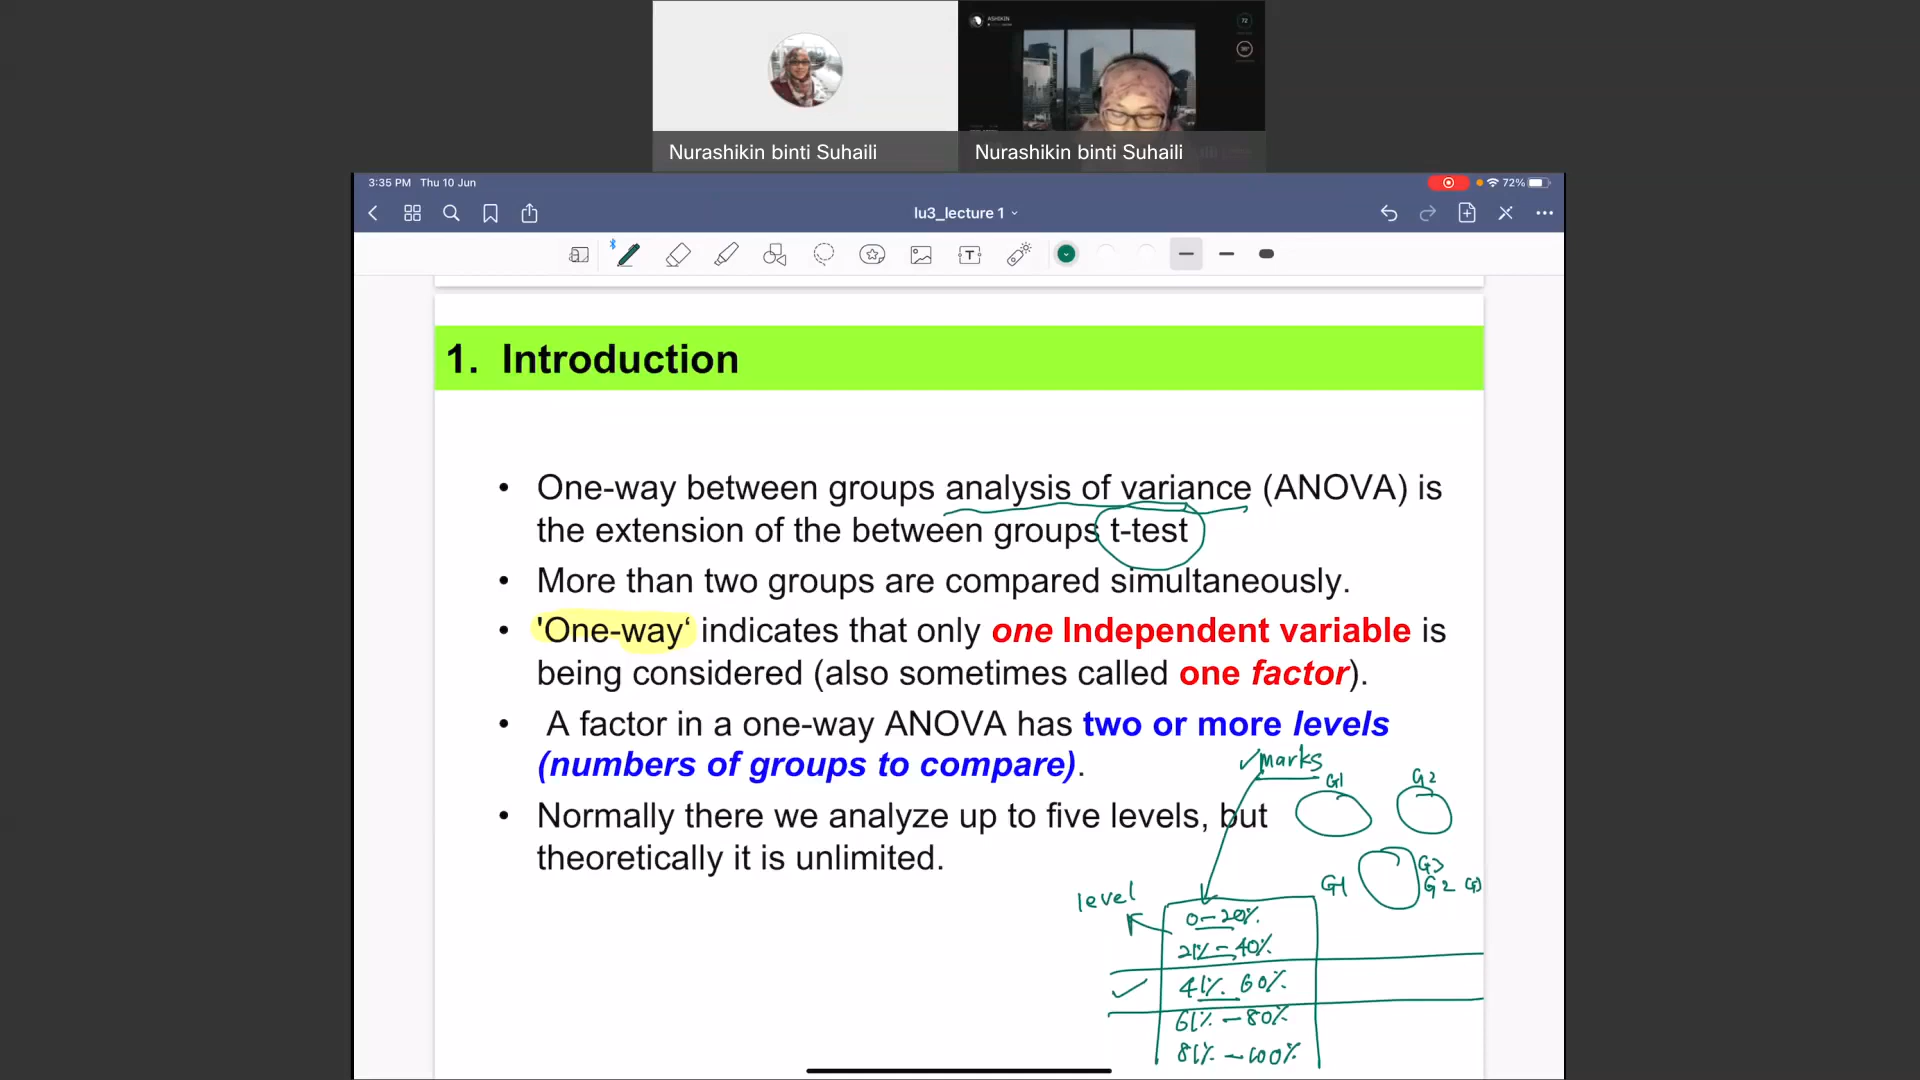 ASHIKIN
72
Nurashikin binti Suhaili
Nurashikin binti Suhaili
3:35 PM Thu 10 Jun
72%
lu3_lecture 1
T
1. Introduction
• One-way between groups analysis of variance (ANOVA) is
the extension of the between groups t-test
• More than two groups are compared simultaneously.
• 'One-way‘ indicates that only one Independent variable is
being considered (also sometimes called one factor).
• A factor in a one-way ANOVA has two or more levels
(numbers of groups to compare).
• Normally there we analyze up to five levels, but
theoretically it is unlimited.
marks
G1
G2
G3
G1
G2
level
0-20%.
21% - 40%
41%. 60%.
61% - 80%
81% - 100%